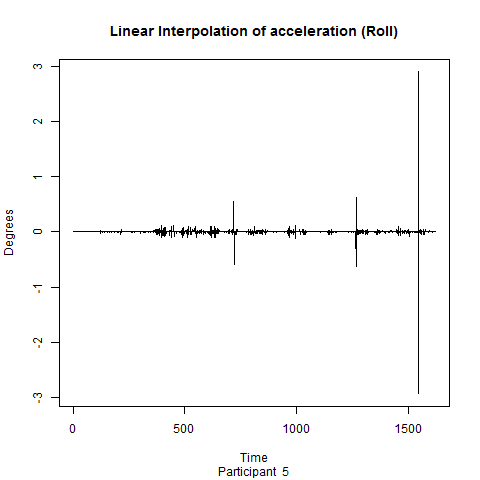 Linear Interpolation of acceleration (Roll)
3
2
1
0
-1
-2
-3
Degrees
0 500 1000 1500
Time
Participant 5